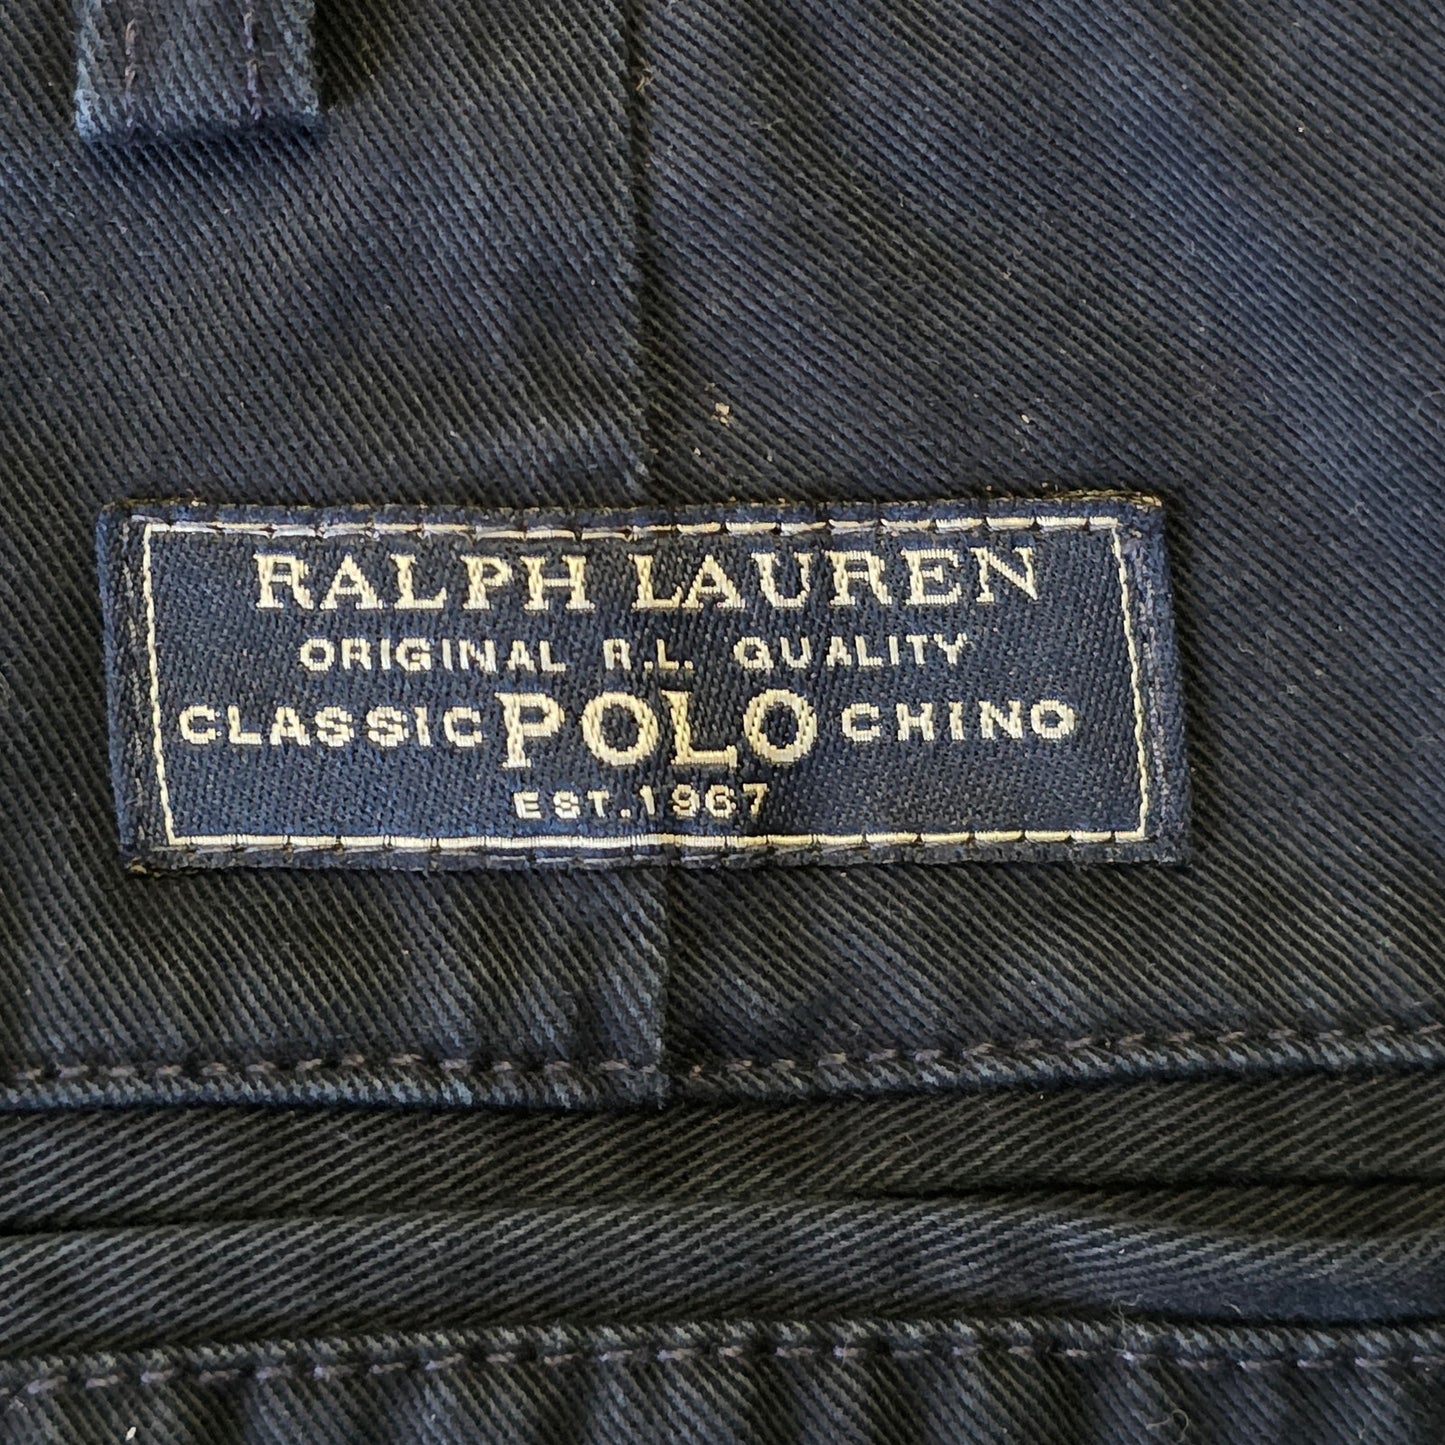 RALPH LAUREN
ORIGINAL R.L. QUALITY
CLASSIC POLO CHINO
EST.1967